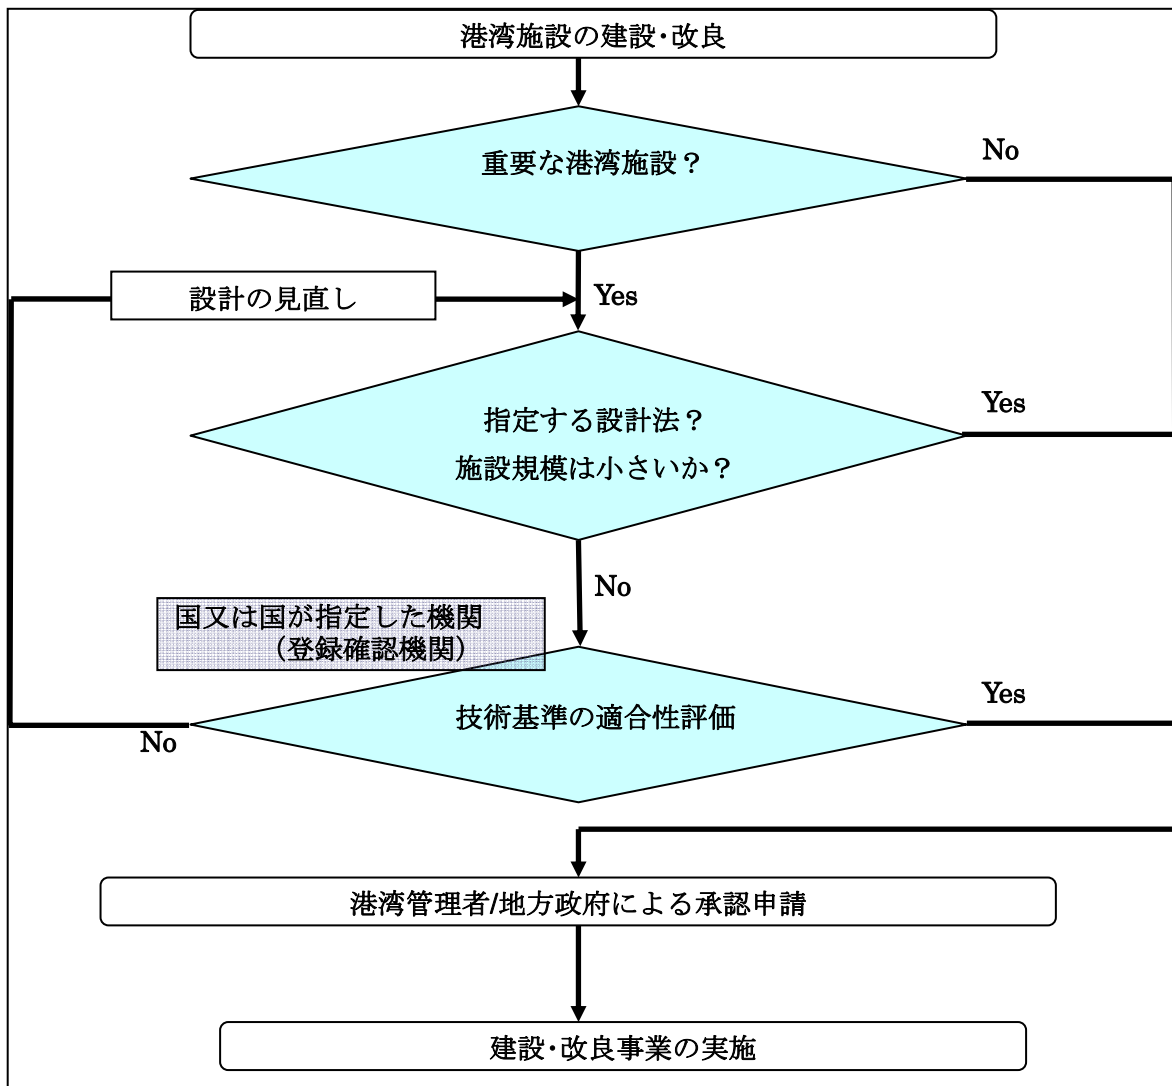 港湾施設の建設・改良
重要な港湾施設？
No
設計の見直し
Yes
指定する設計法？
施設規模は小さいか？
Yes
No
国又は国が指定した機関
（登録確認機関）
技術基準の適合性評価
Yes
No
港湾管理者/地方政府による承認申請
建設・改良事業の実施